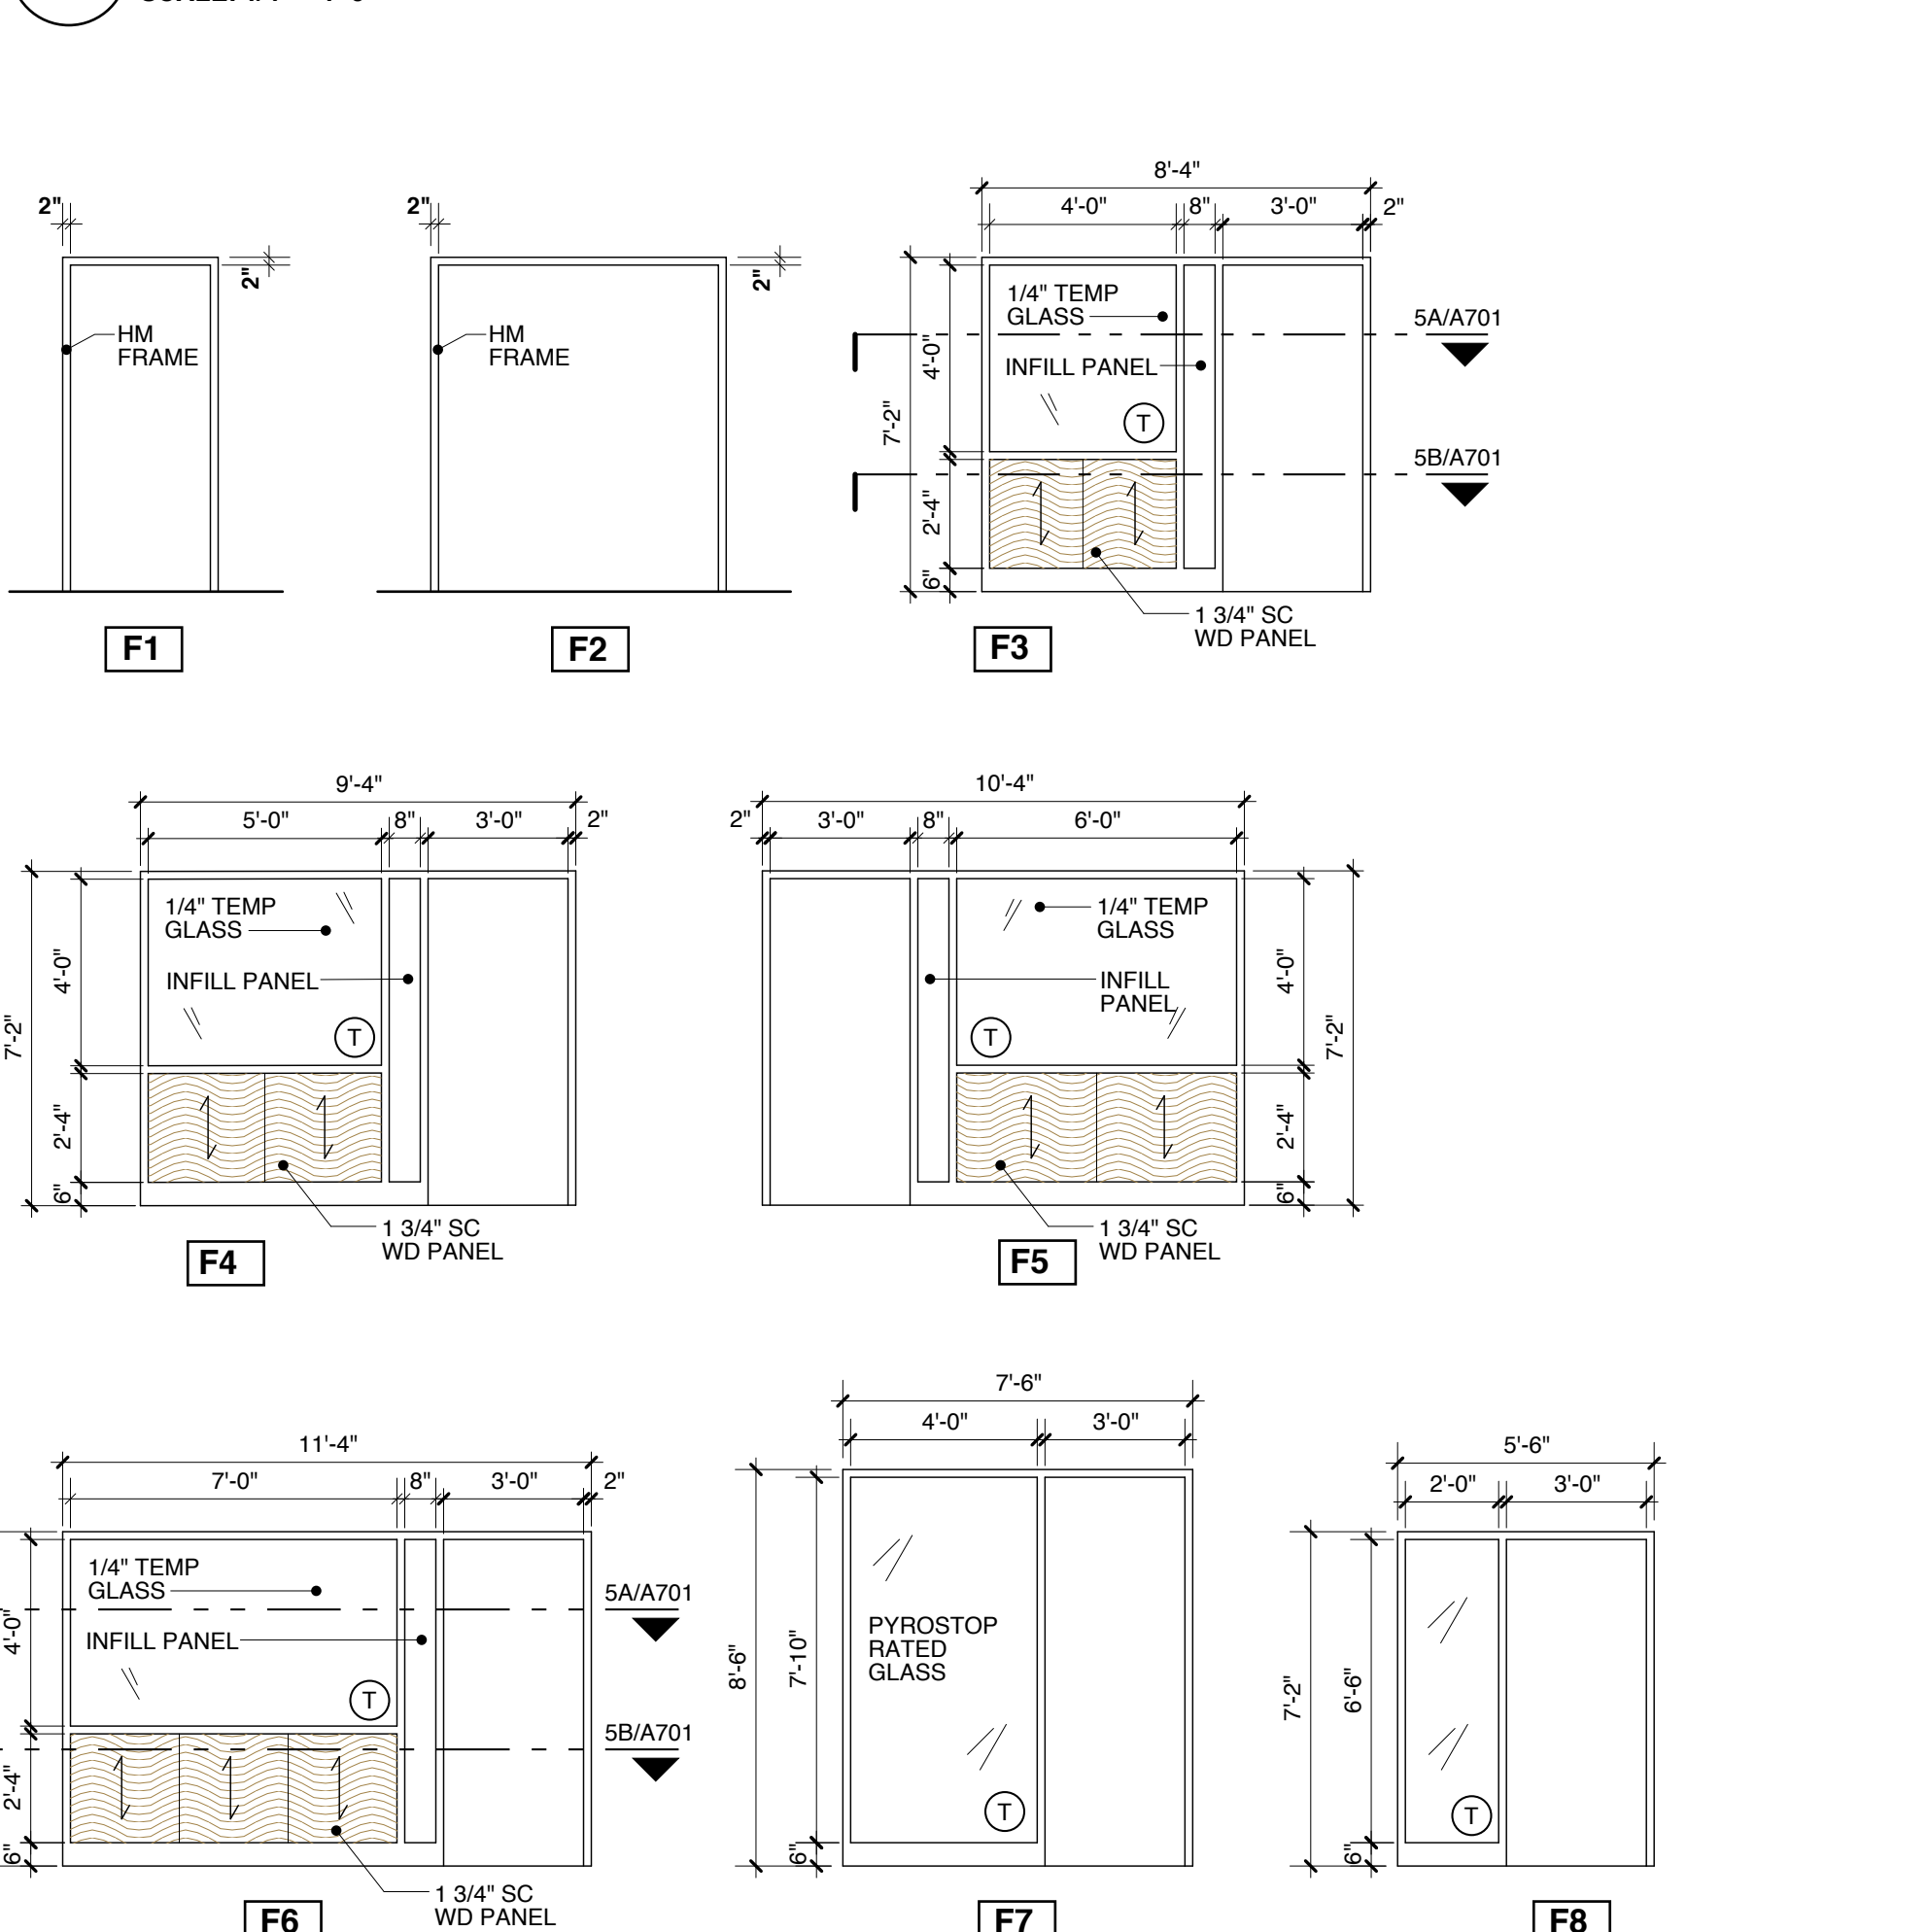 2"
2"
HM
FRAME
F1
2"
2"
HM
FRAME
F2
8'-4"
4'-0"
8"
3'-0"
2"
1/4" TEMP
GLASS
INFILL PANEL
T
4'-0"
7'-2"
2'-4"
6"
5A/A701
5B/A701
1 3/4" SC
WD PANEL
F3
9'-4"
5'-0"
8"
3'-0"
2"
1/4" TEMP
GLASS
INFILL PANEL
T
4'-0"
7'-2"
2'-4"
6"
1 3/4" SC
WD PANEL
F4
10'-4"
2"
3'-0"
8"
6'-0"
1/4" TEMP
GLASS
INFILL
PANEL
T
4'-0"
7'-2"
2'-4"
6"
1 3/4" SC
WD PANEL
F5
11'-4"
7'-0"
8"
3'-0"
2"
1/4" TEMP
GLASS
INFILL PANEL
T
4'-0"
2'-4"
6"
5A/A701
5B/A701
1 3/4" SC
WD PANEL
F6
7'-6"
4'-0"
3'-0"
PYROSTOP
RATED
GLASS
T
8'-6"
7'-10"
6"
F7
5'-6"
2'-0"
3'-0"
T
7'-2"
6'-6"
6"
F8